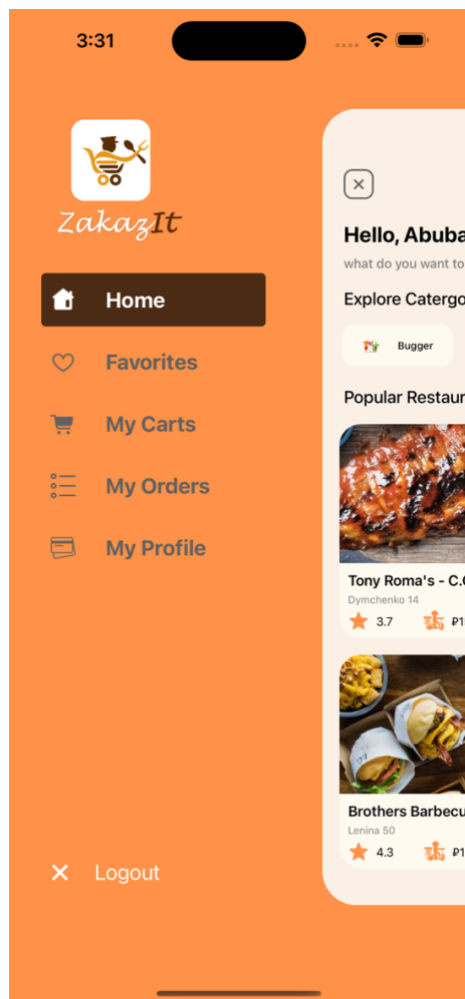 3:31
ZakazIt
Home
Favorites
My Carts
My Orders
My Profile
Logout
Hello, Abuba
what do you want to
Explore Catergo
Bugger
Popular Restaur
Tony Roma's - C.
Dymchenko 14
3.7
₽1
Brothers Barbecu
Lenina 50
4.3
₽1